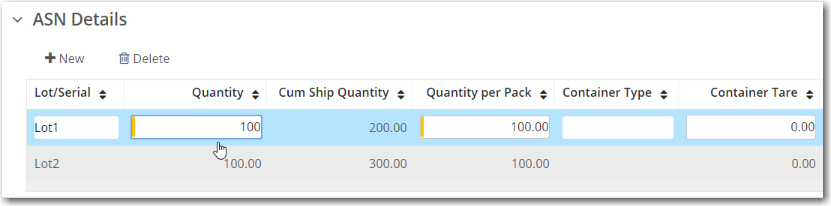 ASN Details
New Delete
Lot/Serial Quantity Cum Ship Quantity Quantity per Pack Container Type Container Tare
Lot1 100 200.00 100.00 0.00
Lot2 100.00 300.00 100.00 0.00